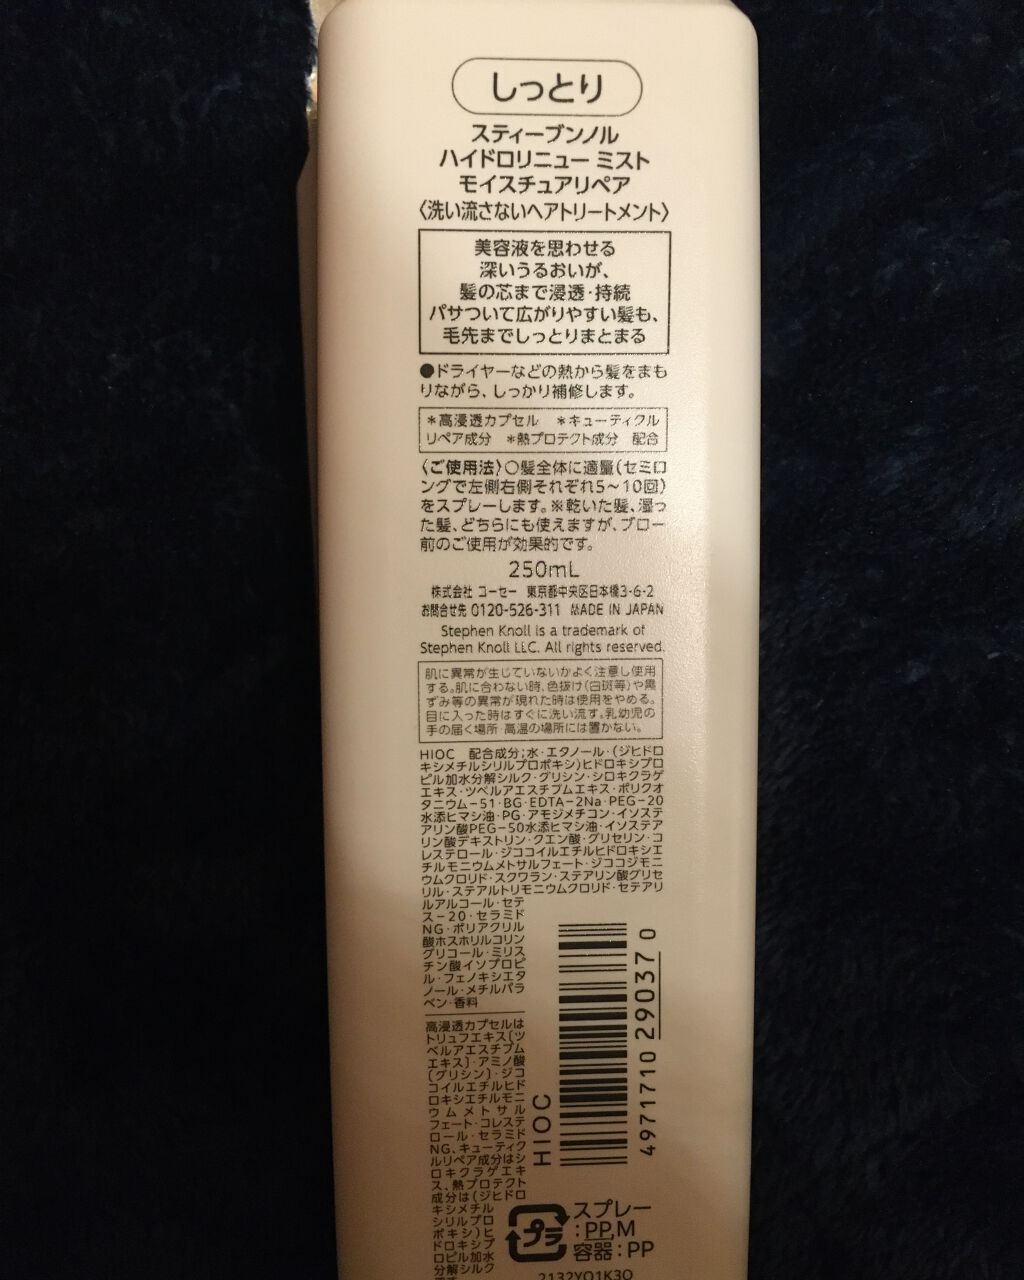 しっとり
スティーブンノル
ハイドロリニュー ミスト
モイスチュアリペア
〈洗い流さないヘアトリートメント〉
美容液を思わせる
深いうるおいが、
髪の芯まで浸透・持続
パサついて広がりやすい髪も、
毛先までしっとりまとまる
●ドライヤーなどの熱から髪をまも
りながら、しっかり補修します。
＊高浸透カプセル ＊キューティクル
リペア成分 ＊熱プロテクト成分 配合
〈ご使用法〉○髪全体に適量(セミロ
ングで左側右側それぞれ5～10回)
をスプレーします。※乾いた髪、湿っ
た髪、どちらにも使えますが、ブロー
前のご使用が効果的です。
250mL
株式会社 コーセー 東京都中央区日本橋3-6-2
お問合せ先 0120-526-311 MADE IN JAPAN
Stephen Knoll is a trademark of
Stephen Knoll LLC. All rights reserved.
肌に異常が生じていないかよく注意し使用
する。肌に合わない時、色抜け(白斑等)や黒
ずみ等の異常が現れた時は使用をやめる。
目に入った時はすぐに洗い流す。乳幼児の
手の届く場所・高温の場所には置かない。
HIOC 配合成分;水・エタノール・(ジヒドロ
キシメチルシリルプロポキシ)ヒドロキシプロ
ピル加水分解シルク・グリシン・シロキクラゲ
エキス・ツベルアエスチブムエキス・ポリクオ
タニウム-51・BG・EDTA-2Na・PEG-20
水添ヒマシ油・PG・アモジメチコン・イソステ
アリン酸PEG-50水添ヒマシ油・イソステア
リン酸デキストリン・クエン酸・グリセリン・コ
レステロール・ジココイルエチルヒドロキシエ
チルモニウムメトサルフェート・ジココジモニ
ウムクロリド・スクワラン・ステアリン酸グリセ
リル・ステアルトリモニウムクロリド・セテアリ
ルアルコール・セテ
ス-20・セラミド
NG・ポリアクリル
酸ホスホリルコリン
グリコール・ミリス
チン酸イソプロピ
ル・フェノキシエタ
ノール・メチルパラ
ベン・香料
高浸透カプセルは
トリュフエキス〔ツ
ベルアエスチブム
エキス〕・アミノ酸
〔グリシン〕・ジコ
コイルエチルヒド
ロキシエチルモニ
ウムメトサル
フェート・コレステ
ロール・セラミド
NG、キューティク
ルリペア成分はシ
ロキクラゲエキ
ス、熱プロテクト
成分は(ジヒドロ
キシメチル
シリルプロ
ポキシ)ヒ
ドロキシプ
ロピル加水
分解シルク
HIOC
4971710 29037 0
プラ
スプレー
:PP,M
容器:PP
2132Y01K30